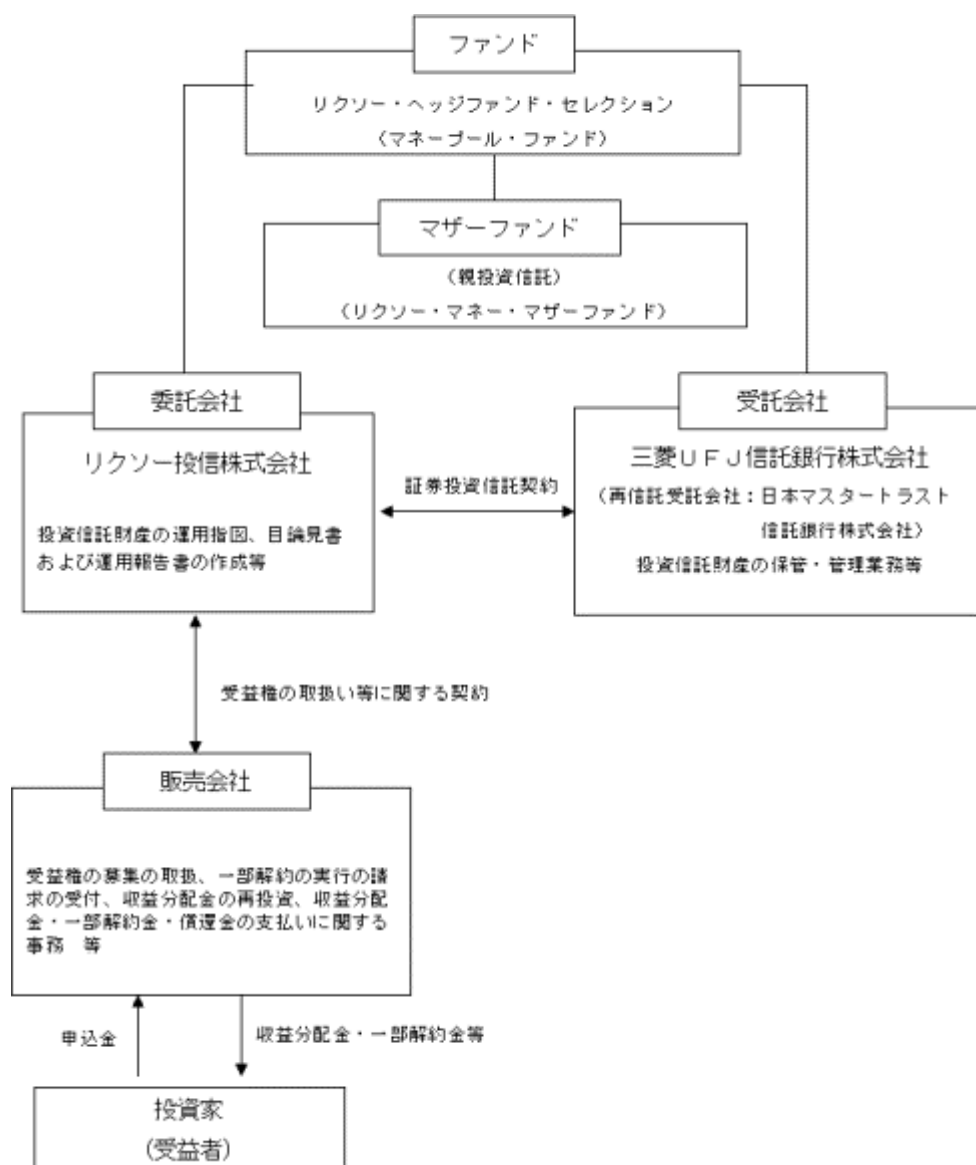 ファンド
リクソー・ヘッジファンド・セレクション
（マネープール・ファンド）
マザーファンド
（親投資信託）
（リクソー・マネー・マザーファンド）
委託会社
リクソー投信株式会社
投資信託財産の運用指図、目論見書
および運用報告書の作成等
証券投資信託契約
受託会社
三菱ＵＦＪ信託銀行株式会社
（再信託受託会社：日本マスタートラスト
信託銀行株式会社）
投資信託財産の保管・管理業務等
受益権の取扱い等に関する契約
販売会社
受益権の募集の取扱、一部解約の実行の請
求の受付、収益分配金の再投資、収益分配
金・一部解約金・償還金の支払いに関する
事務　等
申込金
収益分配金・一部解約金等
投資家
（受益者）